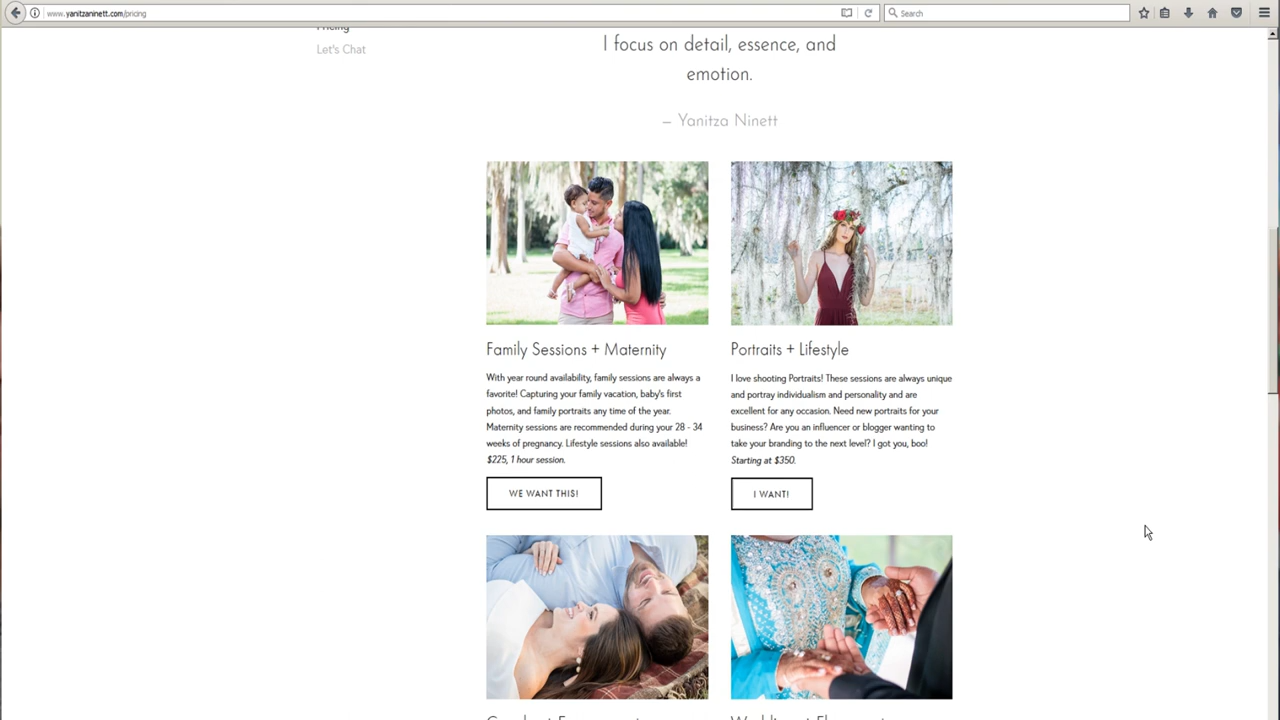 www.yanitzaninett.com/pricing
Search
Pricing
Let's Chat
I focus on detail, essence, and
emotion.
– Yanitza Ninett
Family Sessions + Maternity
With year round availability, family sessions are always a
favorite! Capturing your family vacation, baby's first
photos, and family portraits any time of the year.
Maternity sessions are recommended during your 28 - 34
weeks of pregnancy. Lifestyle sessions also available!
$225, 1 hour session.
WE WANT THIS!
Portraits + Lifestyle
I love shooting Portraits! These sessions are always unique
and portray individualism and personality and are
excellent for any occasion. Need new portraits for your
business? Are you an influencer or blogger wanting to
take your branding to the next level? I got you, boo!
Starting at $350.
I WANT!